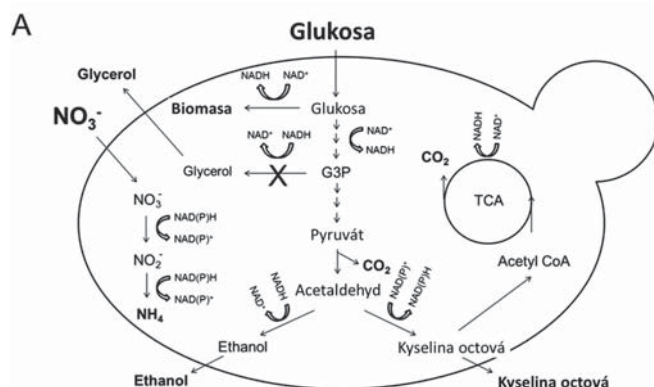 A
Glukosa
Glycerol
NADH NAD⁺
NO₃⁻
Biomasa
Glukosa
NAD⁺ NADH
NAD⁺
NADH
NADH NAD⁺
CO₂
Glycerol
X
G3P
TCA
NO₃⁻
NAD(P)H
NAD(P)⁺
Pyruvát
NO₂⁻
CO₂
Acetyl CoA
NAD(P)H
NAD(P)⁺
NH₄
Acetaldehyd
NADH
NAD⁺
NAD(P)⁺
NAD(P)H
Ethanol
Kyselina octová
Ethanol
Kyselina octová